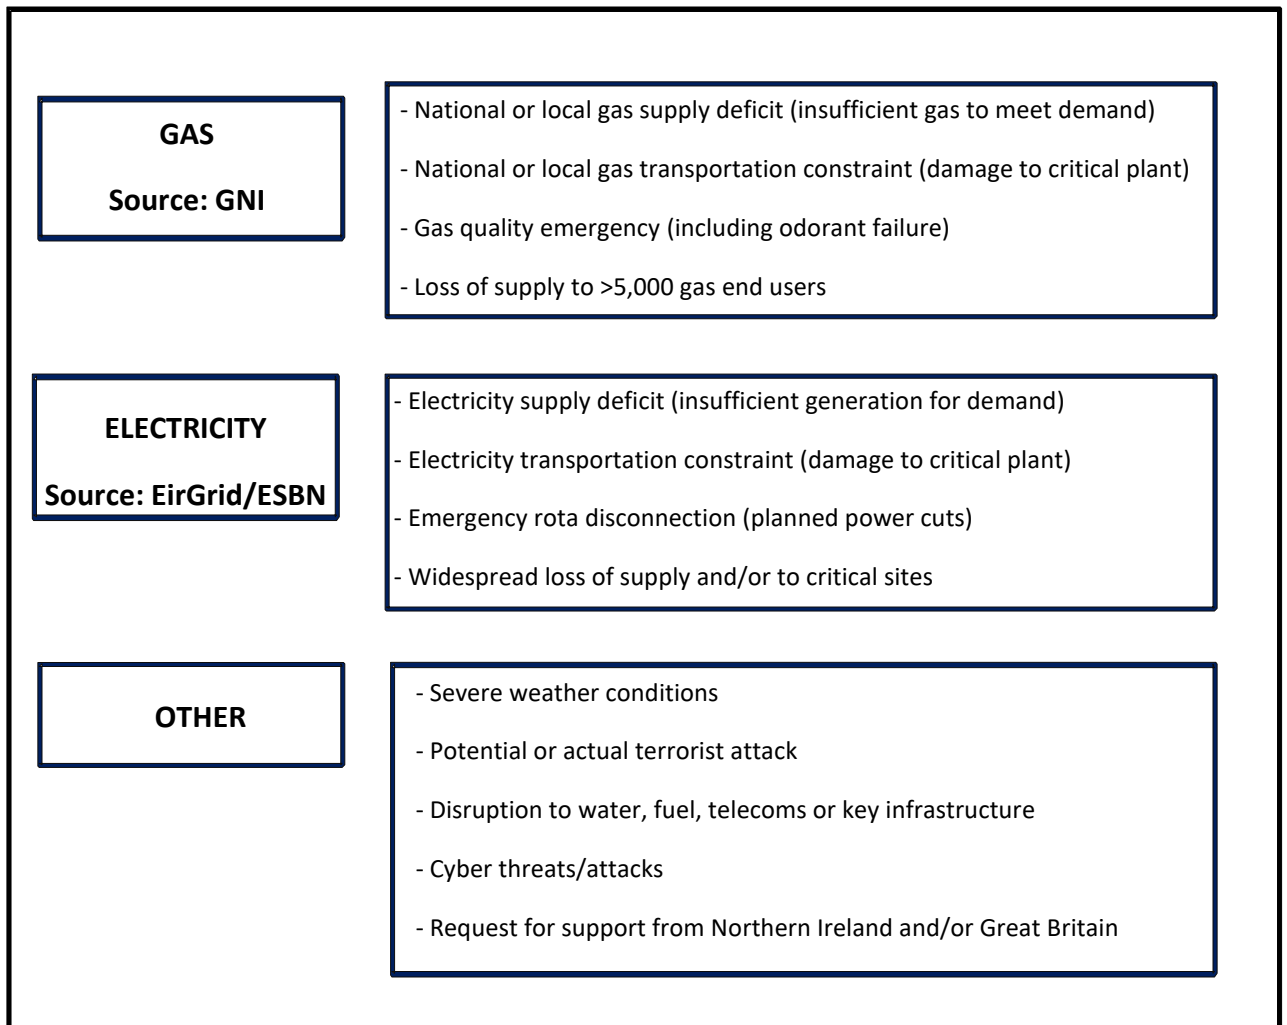 GAS
Source: GNI
- National or local gas supply deficit (insufficient gas to meet demand)
- National or local gas transportation constraint (damage to critical plant)
- Gas quality emergency (including odorant failure)
- Loss of supply to >5,000 gas end users
ELECTRICITY
Source: EirGrid/ESBN
- Electricity supply deficit (insufficient generation for demand)
- Electricity transportation constraint (damage to critical plant)
- Emergency rota disconnection (planned power cuts)
- Widespread loss of supply and/or to critical sites
OTHER
- Severe weather conditions
- Potential or actual terrorist attack
- Disruption to water, fuel, telecoms or key infrastructure
- Cyber threats/attacks
- Request for support from Northern Ireland and/or Great Britain